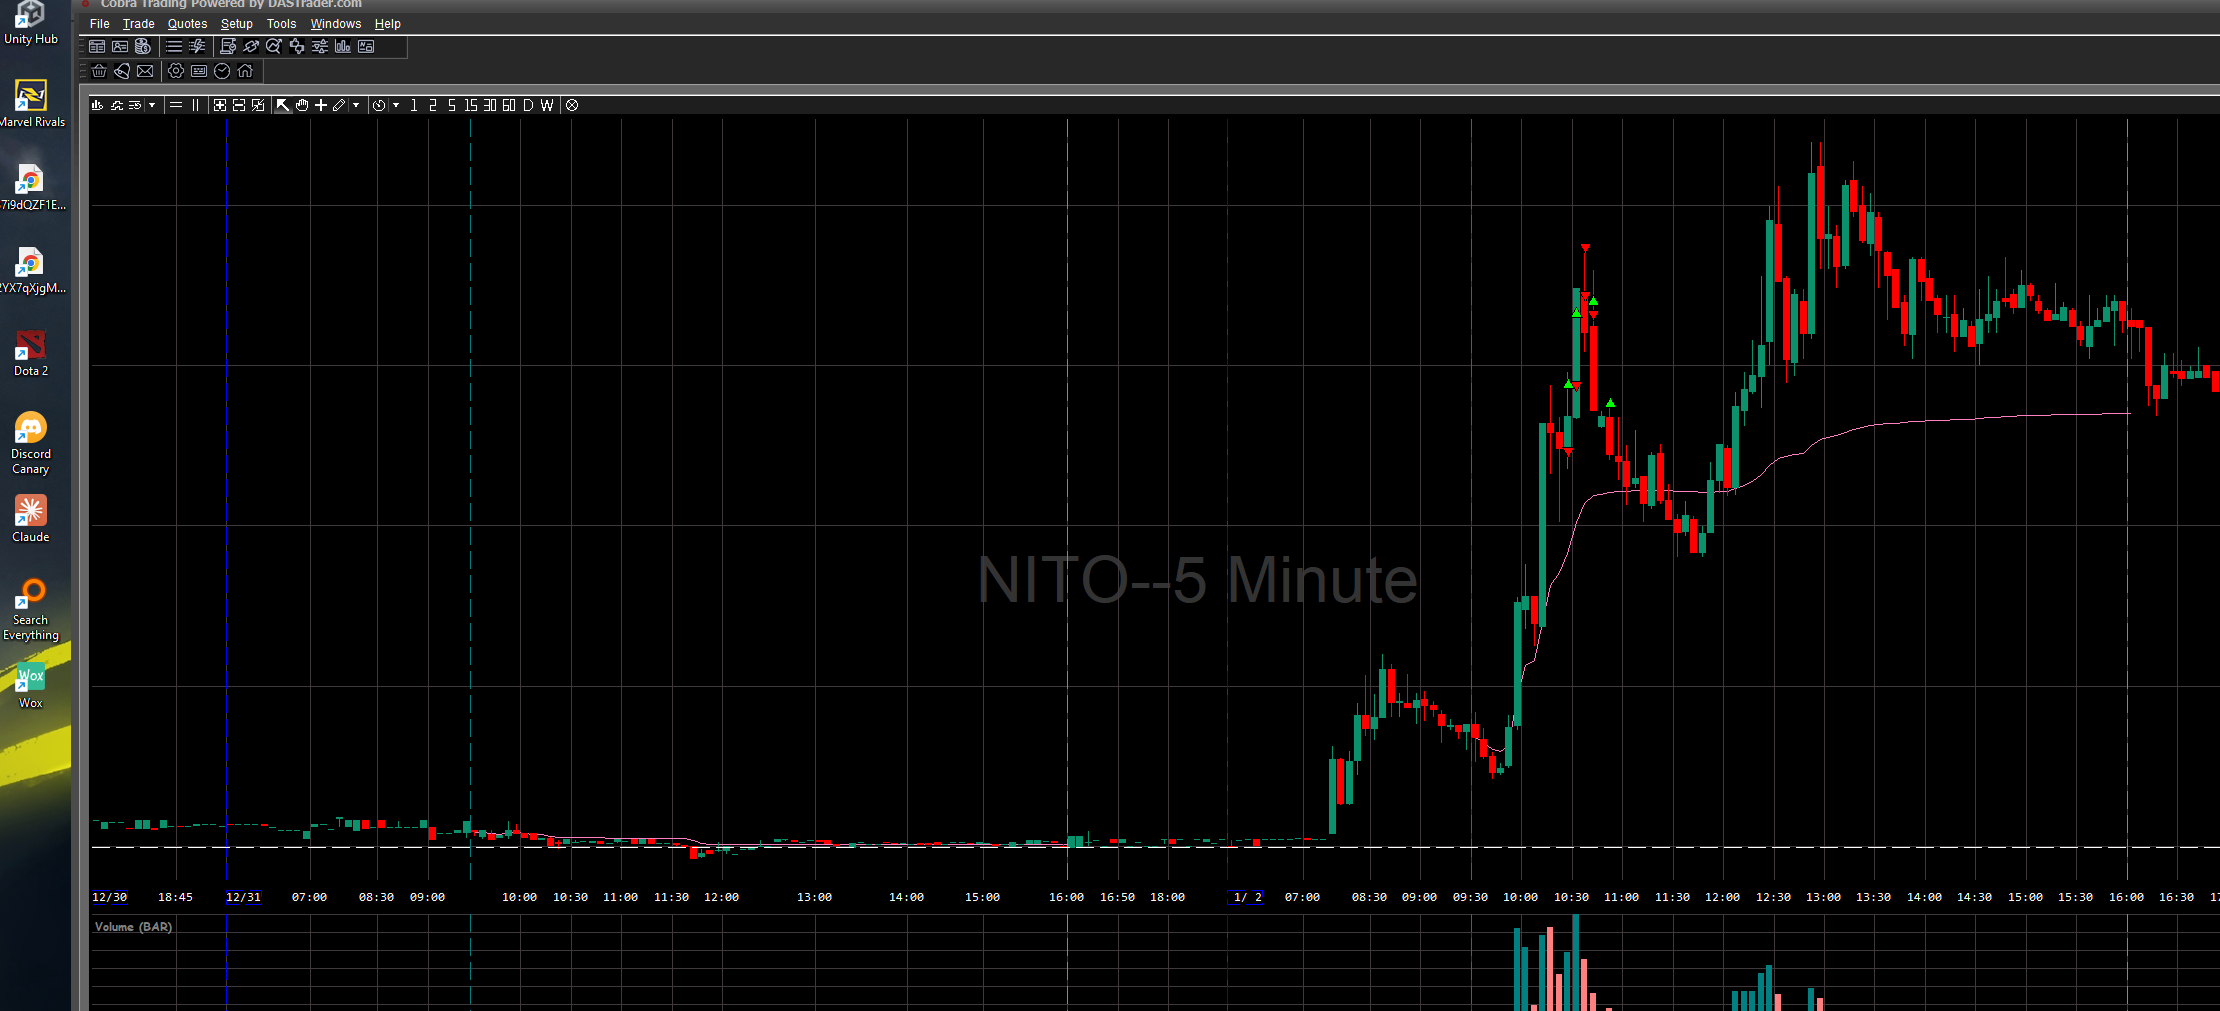 Cobra Trading Powered by DASTrader.com
File Trade Quotes Setup Tools Windows Help
1 2 5 15 30 60 D W
Unity Hub
Marvel Rivals
7i9dQZF1E...
YX7qXjgM...
Dota 2
Discord
Canary
Claude
Search
Everything
Wox
Wox
NITO--5 Minute
12/30 18:45 12/31 07:00 08:30 09:00 10:00 10:30 11:00 11:30 12:00 13:00 14:00 15:00 16:00 16:50 18:00 1/ 2 07:00 08:30 09:00 09:30 10:00 10:30 11:00 11:30 12:00 12:30 13:00 13:30 14:00 14:30 15:00 15:30 16:00 16:30
Volume (BAR)